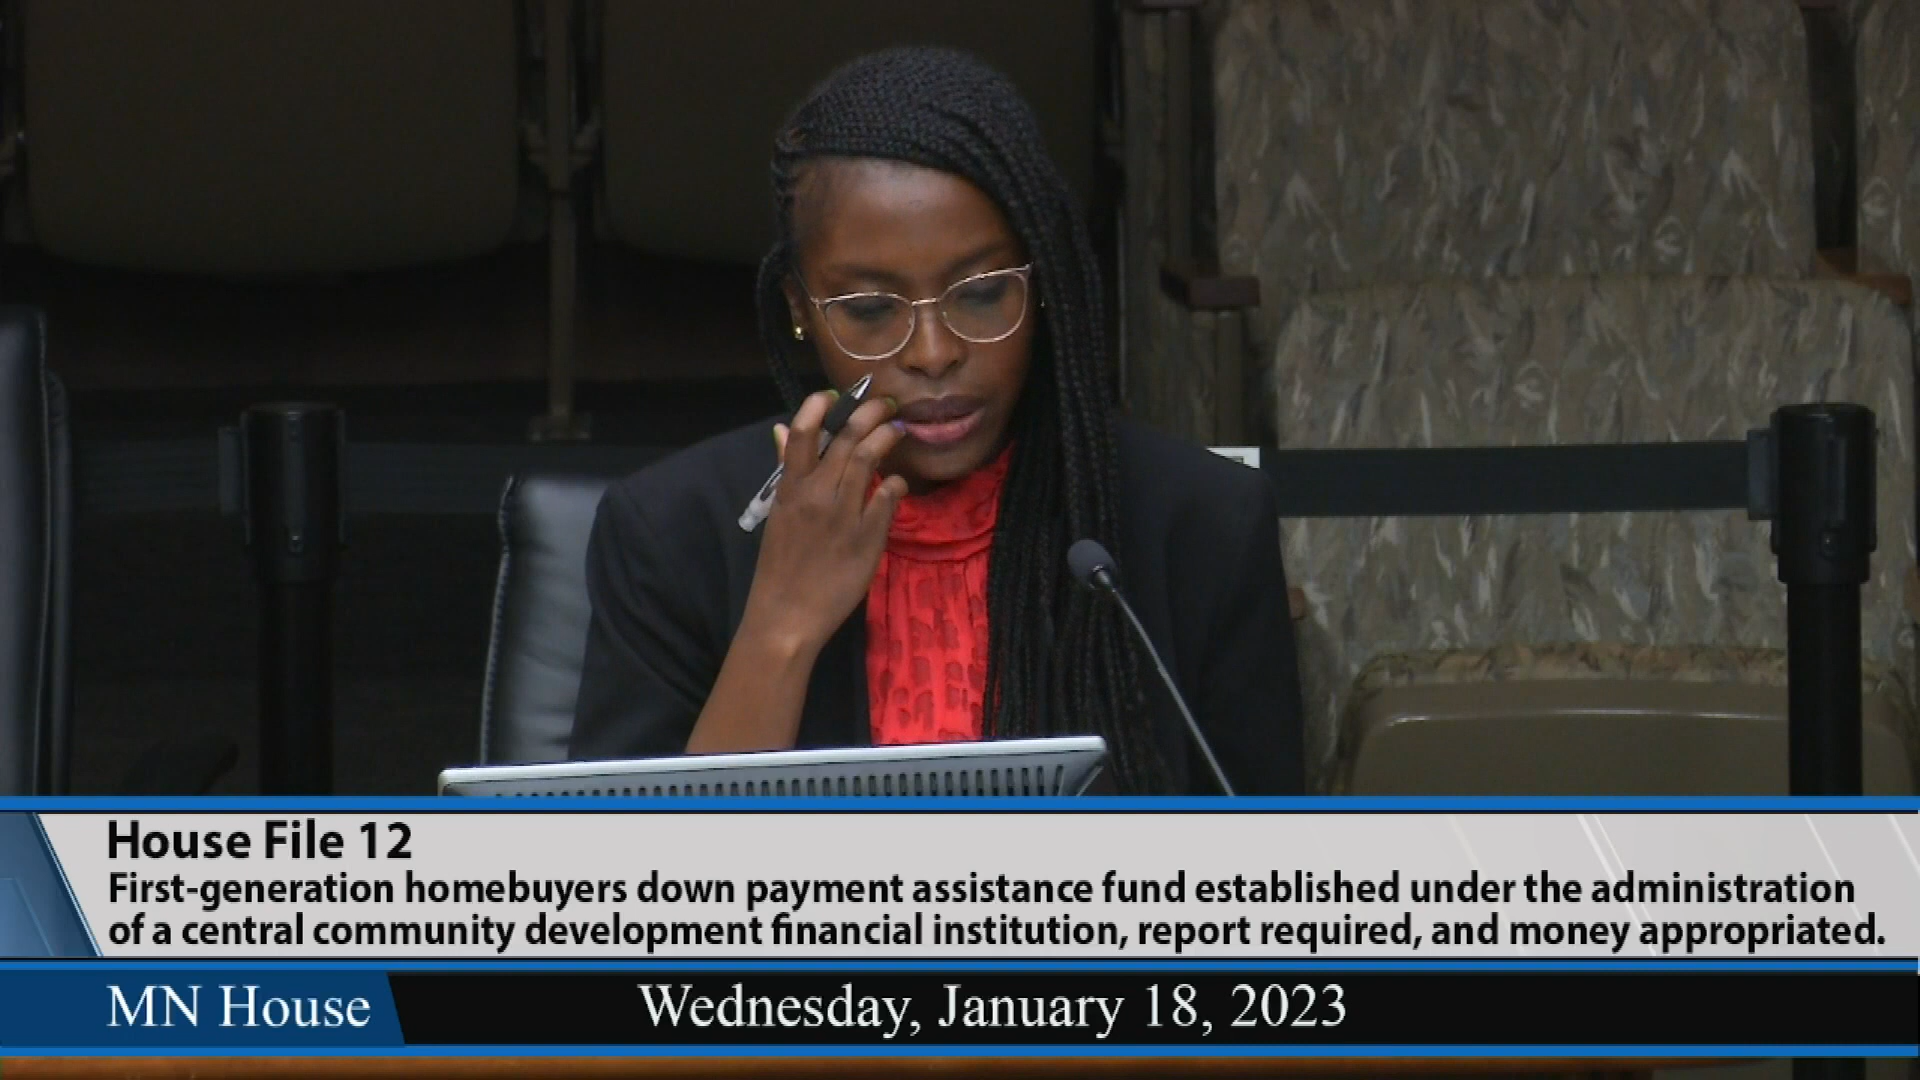 House File 12
First-generation homebuyers down payment assistance fund established under the administration
of a central community development financial institution, report required, and money appropriated.
MN House
Wednesday, January 18, 2023